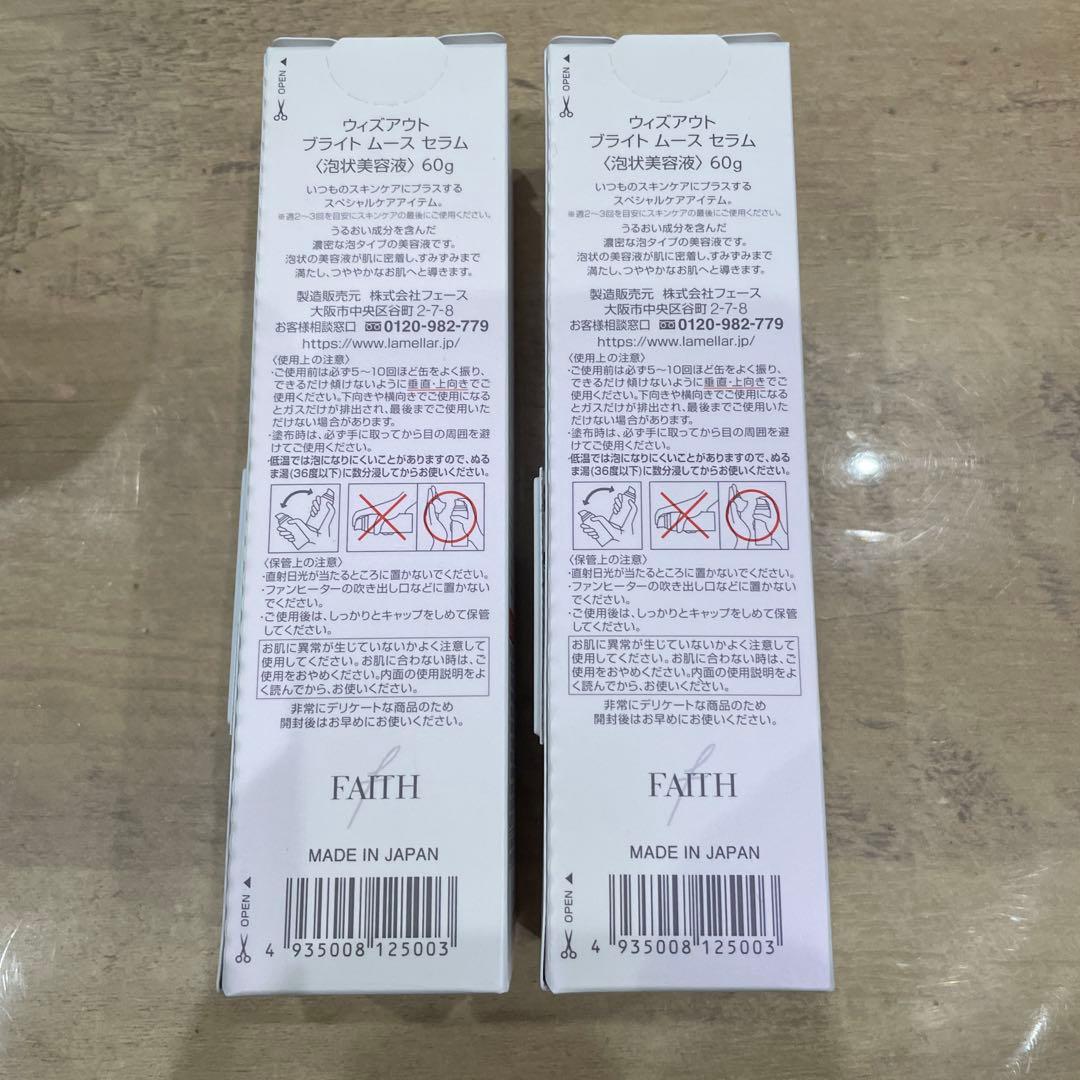 OPEN
ウィズアウト
ブライト ムース セラム
〈泡状美容液〉60g
いつものスキンケアにプラスする
スペシャルケアアイテム。
※週2〜3回を目安にスキンケアの最後にご使用ください。
うるおい成分を含んだ
濃密な泡タイプの美容液です。
泡状の美容液が肌に密着し、すみずみまで
満たし、つややかなお肌へと導きます。
製造販売元 株式会社フェース
大阪市中央区谷町2-7-8
お客様相談窓口 0120-982-779
https://www.lamellar.jp/
〈使用上の注意〉
・ご使用前は必ず5〜10回ほど缶をよく振り、
できるだけ傾けないように垂直・上向きでご
使用ください。下向きや横向きでご使用になる
とガスだけが排出され、最後までご使用いた
だけない場合があります。
・塗布時は、必ず手に取ってから目の周囲を避
けてご使用ください。
・低温では泡になりにくいことがありますので、ぬる
ま湯(36度以下)に数分浸してからお使いください。
〈保管上の注意〉
・直射日光が当たるところに置かないでください。
・ファンヒーターの吹き出し口などに置かない
でください。
・ご使用後は、しっかりとキャップをしめて保管
してください。
お肌に異常が生じていないかよく注意して
使用してください。お肌に合わない時は、ご
使用をおやめください。内面の使用説明をよ
く読んでから、お使いください。
非常にデリケートな商品のため
開封後はお早めにお使いください。
f
FAITH
MADE IN JAPAN
OPEN
4 935008 125003
OPEN
ウィズアウト
ブライト ムース セラム
〈泡状美容液〉60g
いつものスキンケアにプラスする
スペシャルケアアイテム。
※週2〜3回を目安にスキンケアの最後にご使用ください。
うるおい成分を含んだ
濃密な泡タイプの美容液です。
泡状の美容液が肌に密着し、すみずみまで
満たし、つややかなお肌へと導きます。
製造販売元 株式会社フェース
大阪市中央区谷町2-7-8
お客様相談窓口 0120-982-779
https://www.lamellar.jp/
〈使用上の注意〉
・ご使用前は必ず5〜10回ほど缶をよく振り、
できるだけ傾けないように垂直・上向きでご
使用ください。下向きや横向きでご使用になる
とガスだけが排出され、最後までご使用いた
だけない場合があります。
・塗布時は、必ず手に取ってから目の周囲を避
けてご使用ください。
・低温では泡になりにくいことがありますので、ぬる
ま湯(36度以下)に数分浸してからお使いください。
〈保管上の注意〉
・直射日光が当たるところに置かないでください。
・ファンヒーターの吹き出し口などに置かない
でください。
・ご使用後は、しっかりとキャップをしめて保管
してください。
お肌に異常が生じていないかよく注意して
使用してください。お肌に合わない時は、ご
使用をおやめください。内面の使用説明をよ
く読んでから、お使いください。
非常にデリケートな商品のため
開封後はお早めにお使いください。
f
FAITH
MADE IN JAPAN
OPEN
4 935008 125003